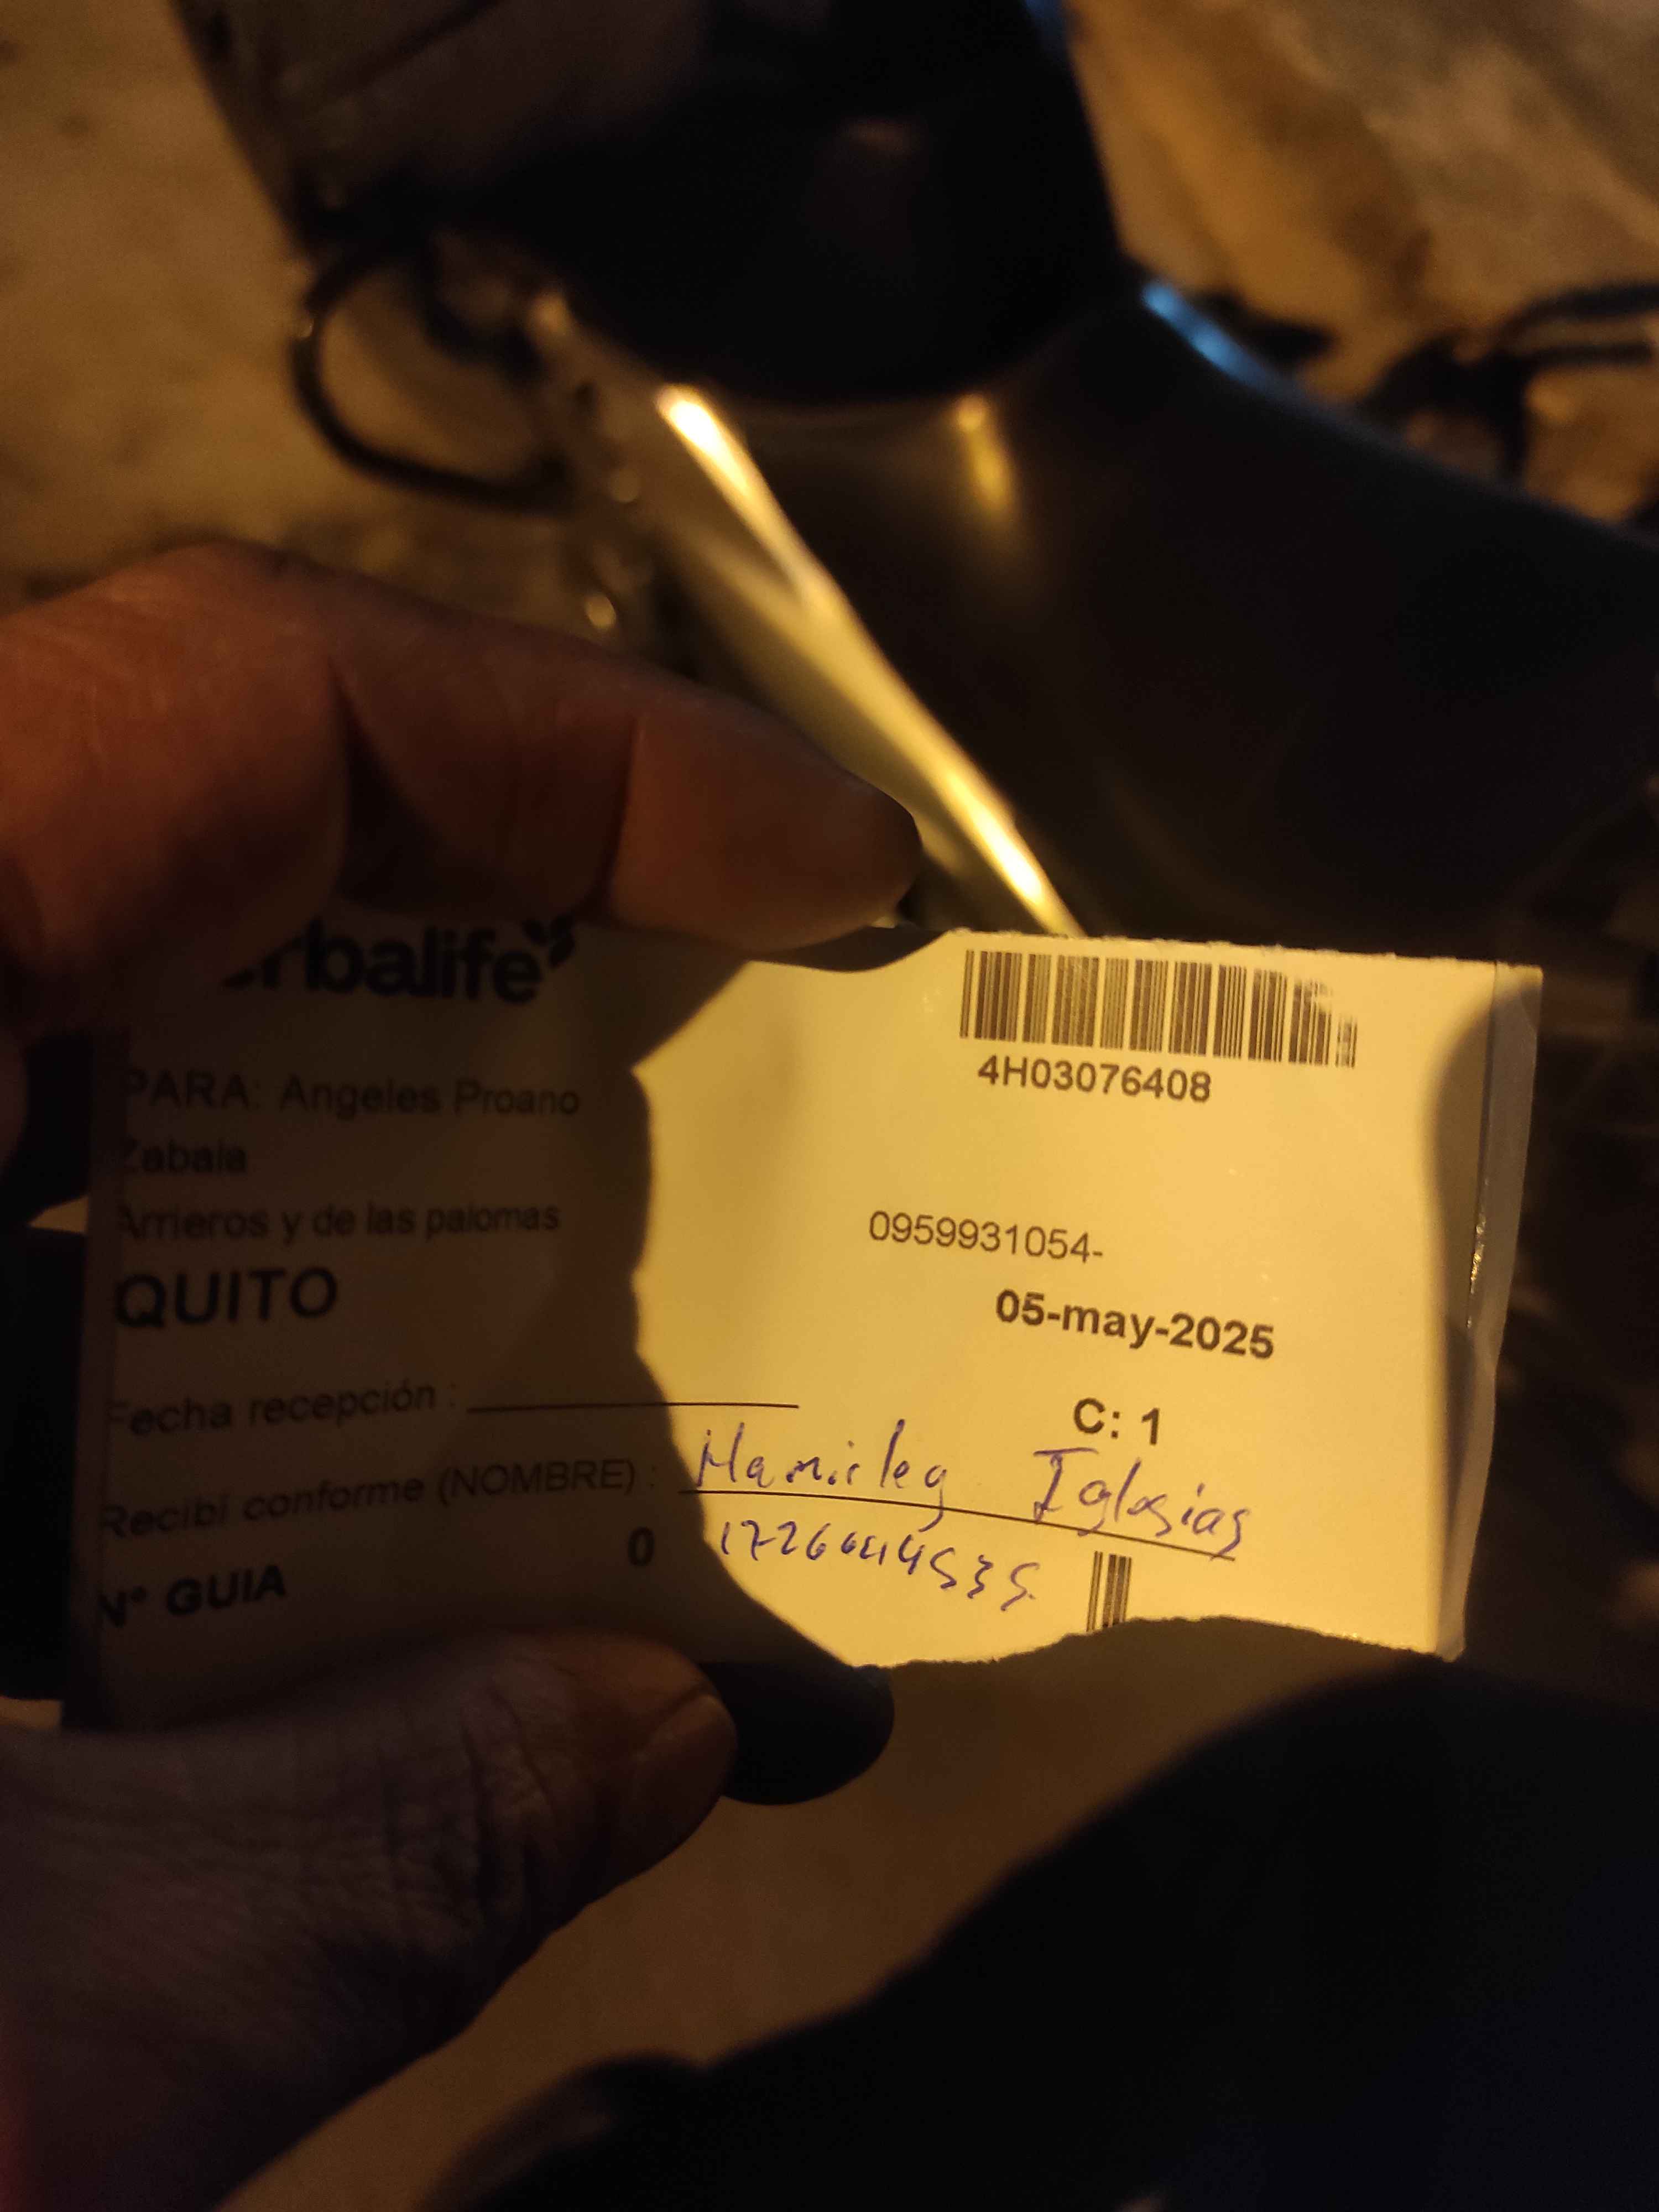 erbalife
4H03076408
PARA: Angeles Proano
Zabala
0959931054-
Arrieros y de las palomas
QUITO
05-may-2025
Fecha recepción :
C: 1
Recibí conforme (NOMBRE) : Iglesias
0
N° GUIA